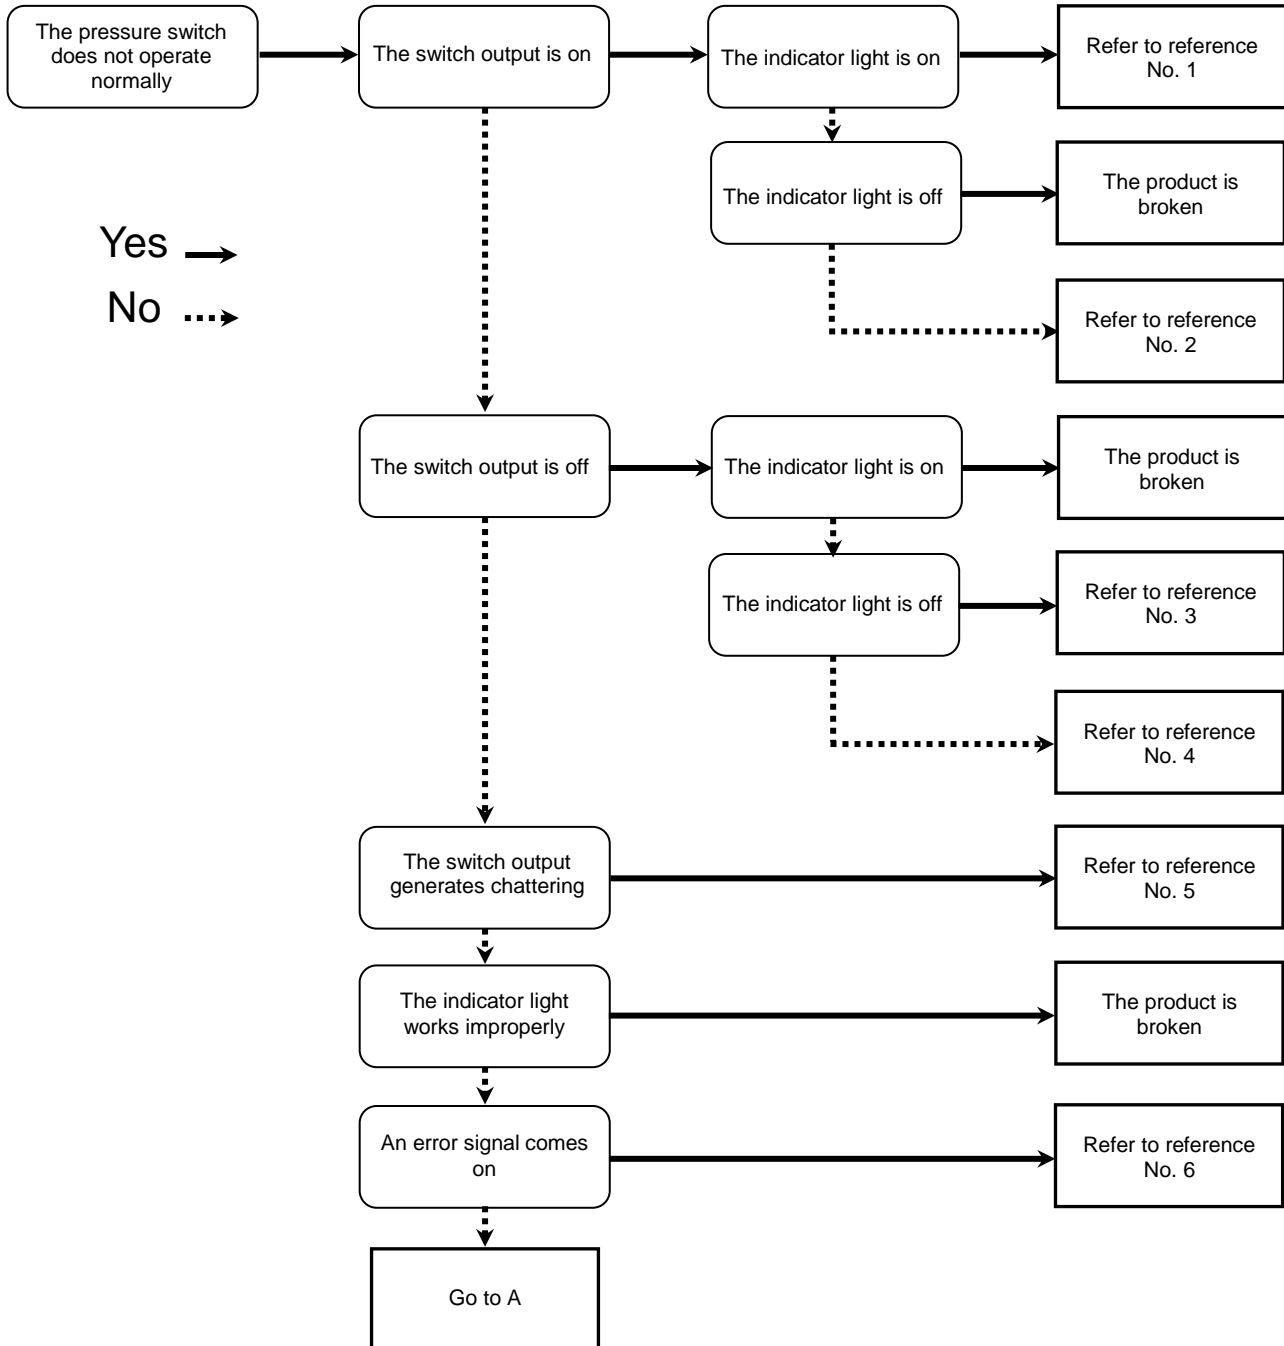 The pressure switch
does not operate
normally
The switch output is on
The indicator light is on
Refer to reference
No. 1
The indicator light is off
The product is
broken
Yes
No
Refer to reference
No. 2
The switch output is off
The indicator light is on
The product is
broken
The indicator light is off
Refer to reference
No. 3
Refer to reference
No. 4
The switch output
generates chattering
Refer to reference
No. 5
The indicator light
works improperly
The product is
broken
An error signal comes
on
Refer to reference
No. 6
Go to A